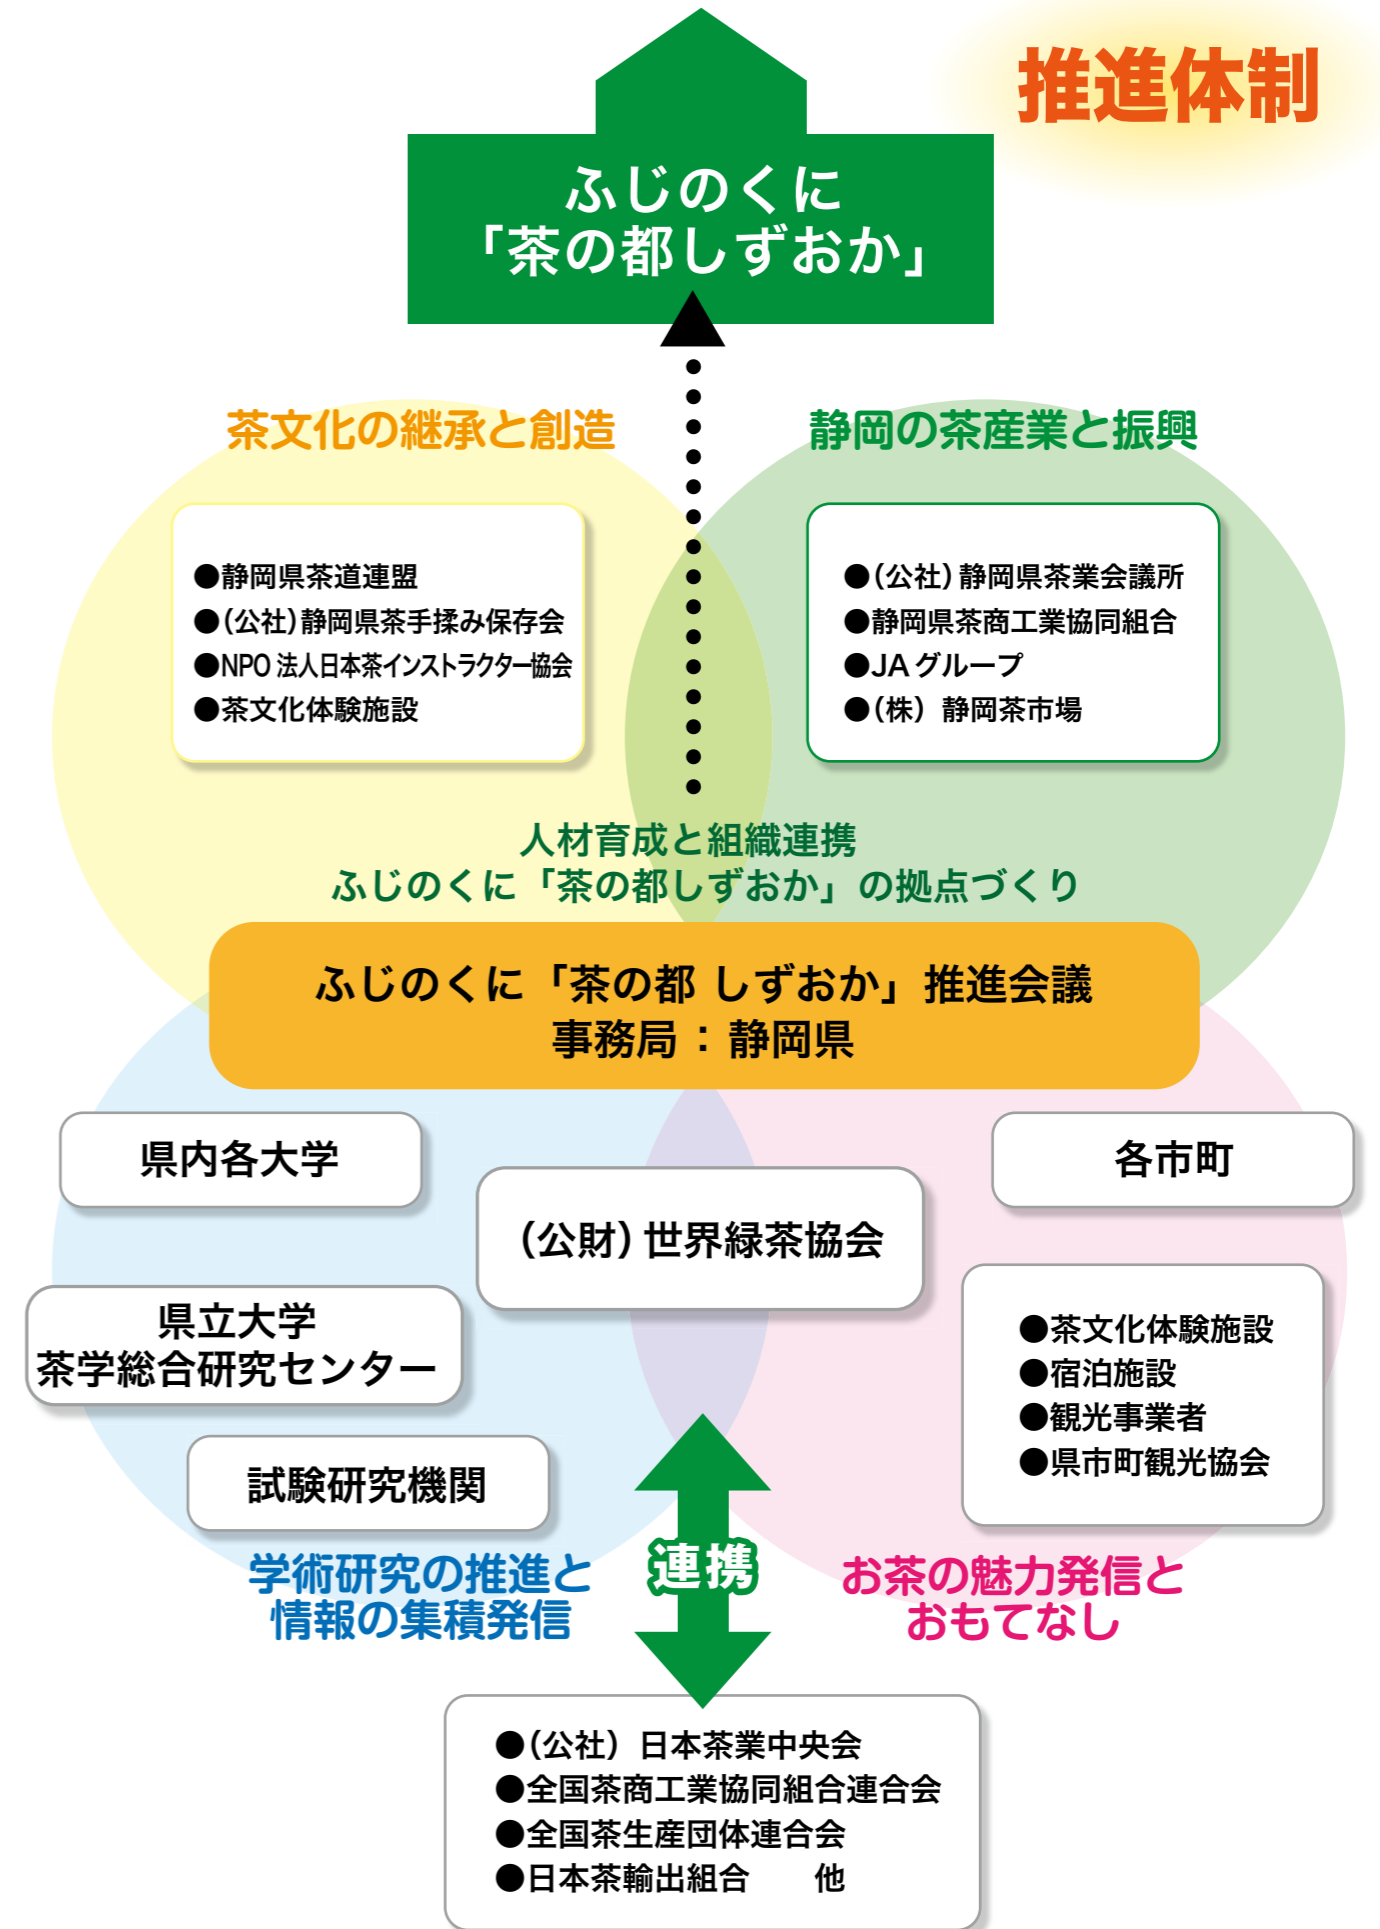 推進体制
ふじのくに
「茶の都しずおか」
茶文化の継承と創造
●静岡県茶道連盟
●(公社)静岡県茶手揉み保存会
●NPO 法人日本茶インストラクター協会
●茶文化体験施設
静岡の茶産業と振興
●(公社)静岡県茶業会議所
●静岡県茶商工業協同組合
●JA グループ
●(株)静岡茶市場
人材育成と組織連携
ふじのくに「茶の都しずおか」の拠点づくり
ふじのくに「茶の都 しずおか」推進会議
事務局：静岡県
県内各大学
各市町
(公財)世界緑茶協会
県立大学
茶学総合研究センター
●茶文化体験施設
●宿泊施設
●観光事業者
●県市町観光協会
試験研究機関
学術研究の推進と
情報の集積発信
連携
お茶の魅力発信と
おもてなし
●(公社)日本茶業中央会
●全国茶商工業協同組合連合会
●全国茶生産団体連合会
●日本茶輸出組合　　他